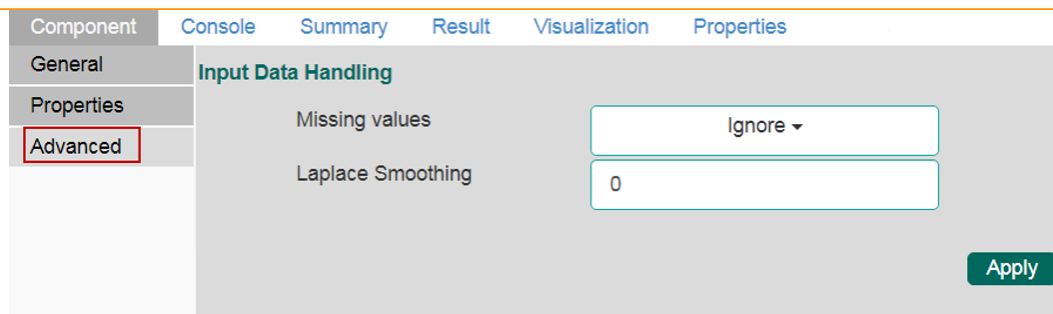 Component Console Summary Result Visualization Properties
General
Input Data Handling
Properties
Missing values Ignore
Advanced
Laplace Smoothing 0
Apply